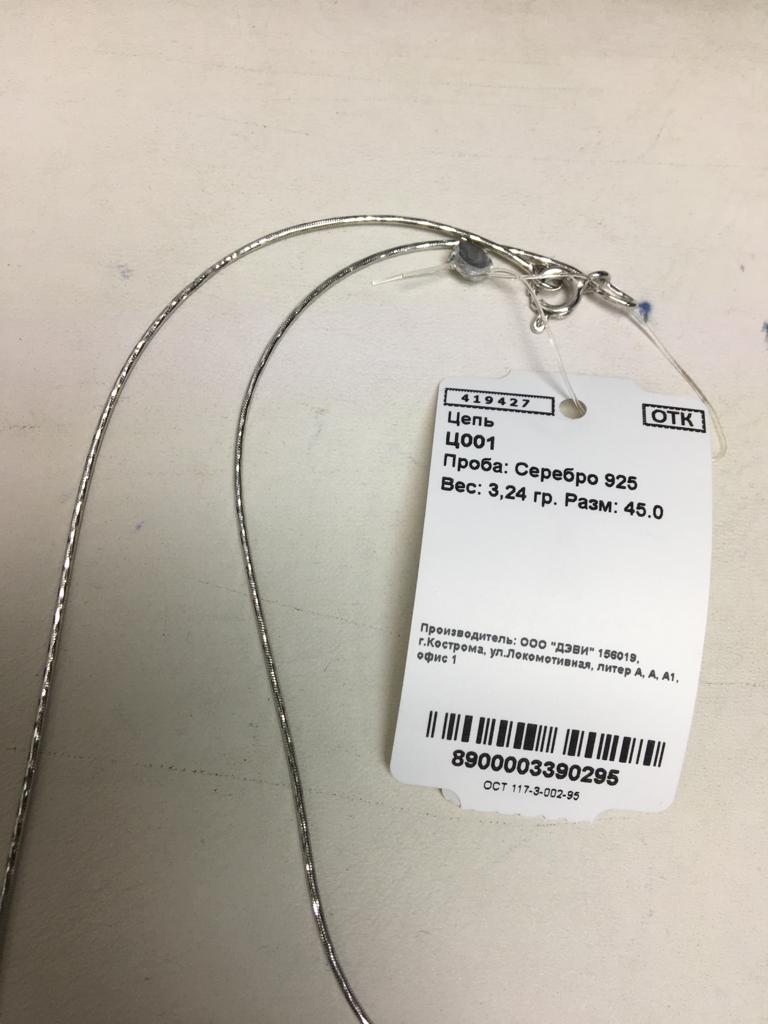 419427
ОТК
Цепь
Ц001
Проба: Серебро 925
Вес: 3,24 гр. Разм: 45.0
Производитель: ООО "ДЭВИ" 156019,
г.Кострома, ул.Локомотивная, литер А, А, А1,
офис 1
8900003390295
ОСТ 117-3-002-95